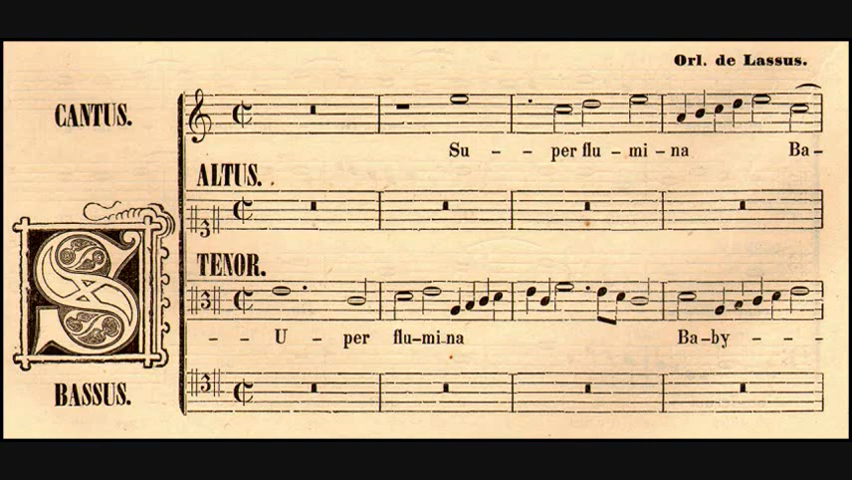 Orl. de Lassus.
CANTUS.
Su - - per flu - mi - na Ba -
ALTUS.
TENOR.
- - U - per flu-mi-na Ba-by - - -
S
BASSUS.